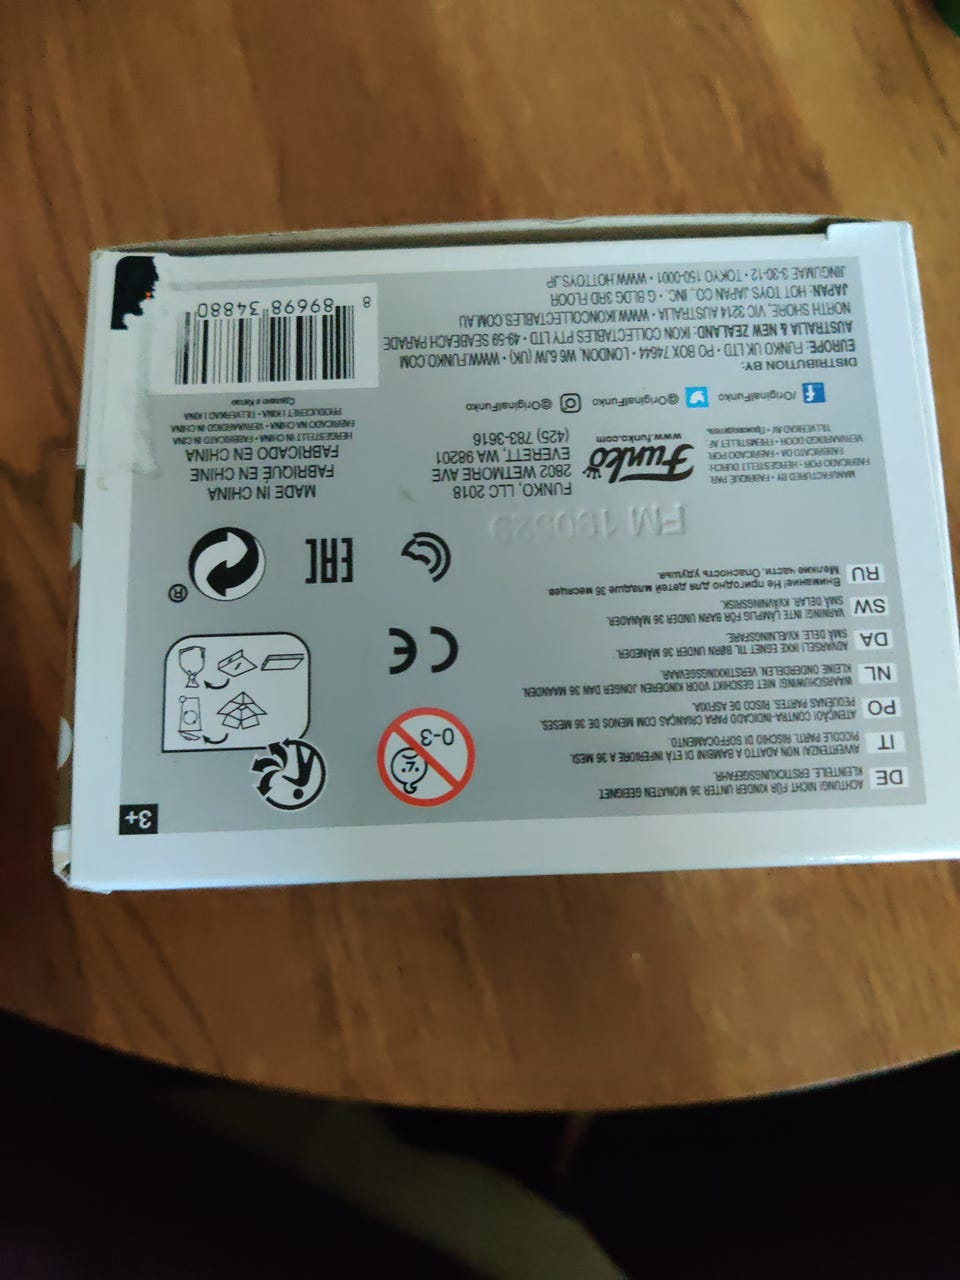 3+
DE ACHTUNG! NICHT FÜR KINDER UNTER 36 MONATEN GEEIGNET.
KLEINTEILE. ERSTICKUNGSGEFAHR.
IT AVVERTENZA! NON ADATTO A BAMBINI DI ETÀ INFERIORE A 36 MESI.
PICCOLE PARTI. RISCHIO DI SOFFOCAMENTO.
PO ATENÇÃO! CONTRA-INDICADO PARA CRIANÇAS COM MENOS DE 36 MESES.
PEQUENAS PARTES. RISCO DE ASFIXIA.
NL WAARSCHUWING! NIET GESCHIKT VOOR KINDEREN JONGER DAN 36 MAANDEN.
KLEINE ONDERDELEN. VERSTIKKINGSGEVAAR.
DA ADVARSEL! IKKE EGNET TIL BØRN UNDER 36 MÅNEDER.
SMÅ DELE. KVÆLNINGSFARE.
SW VARNING! INTE LÄMPLIG FÖR BARN UNDER 36 MÅNADER.
SMÅ DELAR. KVÄVNINGSRISK.
RU Внимание! Не пригодно для детей младше 36 месяцев.
Мелкие части. Опасность удушья.
0-3
CE
EAC
®
FM
MANUFACTURED BY • FABRIQUÉ PAR:
FABRICADO POR • HERGESTELLT DURCH:
FABBRICATO DA • FABRICADO POR:
VERVAARDIGD DOOR • FREMSTILLET AF
TILLVERKAD AV • Производитель:
Funko
www.funko.com
FUNKO, LLC 2018
2802 WETMORE AVE
EVERETT, WA 98201
(425) 783-3616
MADE IN CHINA
FABRIQUÉ EN CHINE
FABRICADO EN CHINA
HERGESTELLT IN CHINA • FABBRICATO IN CHINA
FABRICADO NA CHINA • VERVAARDIGD IN CHINA
PRODUCERET I KINA • TILLVERKAD I KINA
Сделано в Китае
/OriginalFunko @OriginalFunko @OriginalFunko
DISTRIBUTION BY:
EUROPE: FUNKO UK LTD • PO BOX 74644 • LONDON, W6 6JW (UK) • WWW.FUNKO.COM
AUSTRALIA & NEW ZEALAND: IKON COLLECTABLES PTY LTD • 49-59 SEABEACH PARADE
NORTH SHORE, VIC 3214 AUSTRALIA • WWW.IKONCOLLECTABLES.COM.AU
JAPAN: HOT TOYS JAPAN CO., INC. • G BLDG 3RD FLOOR
JINGUMAE 3-30-12 • TOKYO 150-0001 • WWW.HOTTOYS.JP
8 89698 34880